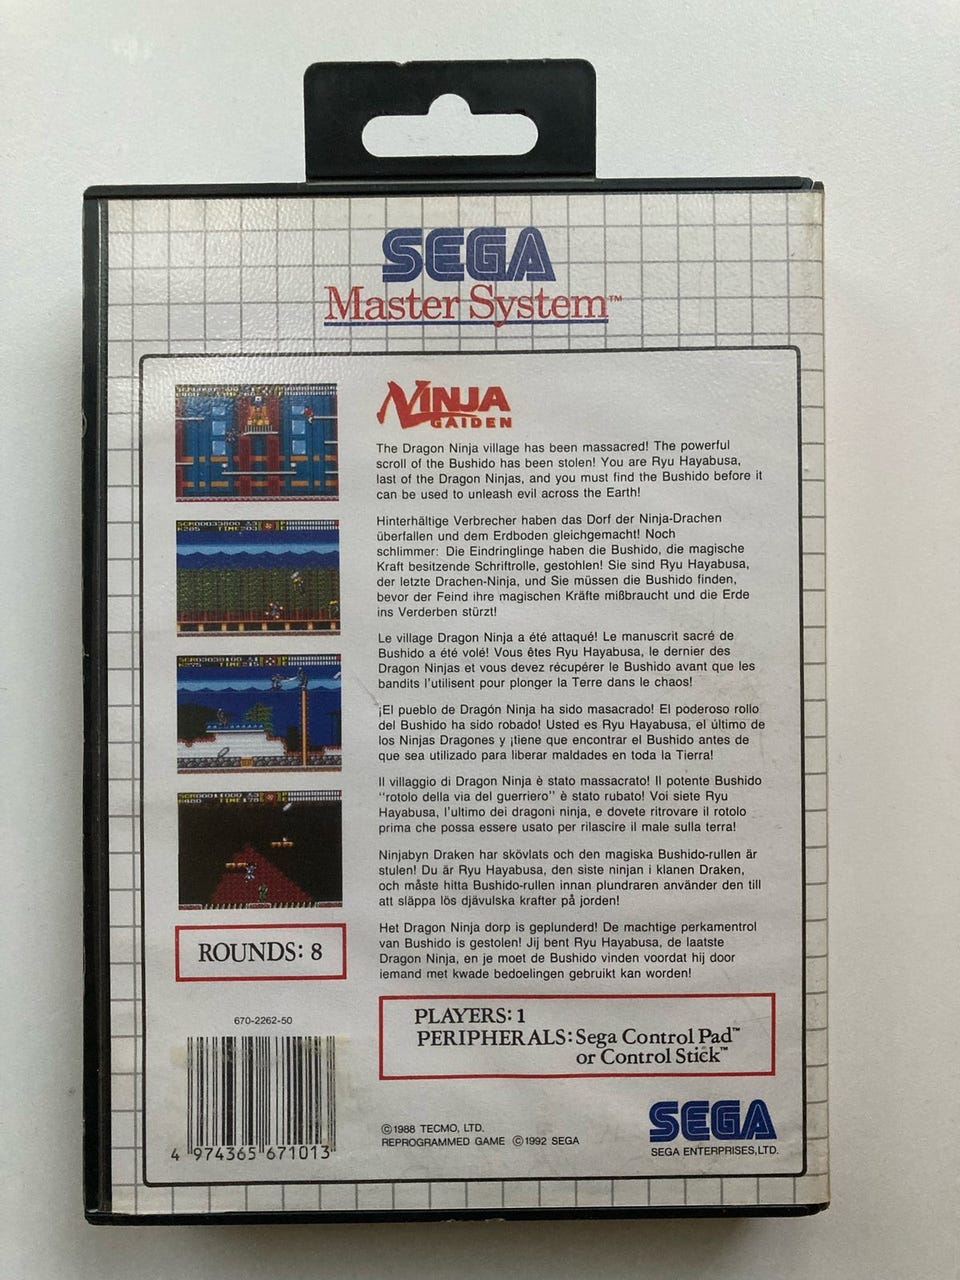 SEGA
Master System™
NINJA
GAIDEN
The Dragon Ninja village has been massacred! The powerful
scroll of the Bushido has been stolen! You are Ryu Hayabusa,
last of the Dragon Ninjas, and you must find the Bushido before it
can be used to unleash evil across the Earth!
Hinterhältige Verbrecher haben das Dorf der Ninja-Drachen
überfallen und dem Erdboden gleichgemacht! Noch
schlimmer: Die Eindringlinge haben die Bushido, die magische
Kraft besitzende Schriftrolle, gestohlen! Sie sind Ryu Hayabusa,
der letzte Drachen-Ninja, und Sie müssen die Bushido finden,
bevor der Feind ihre magischen Kräfte mißbraucht und die Erde
ins Verderben stürzt!
Le village Dragon Ninja a été attaqué! Le manuscrit sacré de
Bushido a été volé! Vous êtes Ryu Hayabusa, le dernier des
Dragon Ninjas et vous devez récupérer le Bushido avant que les
bandits l'utilisent pour plonger la Terre dans le chaos!
¡El pueblo de Dragón Ninja ha sido masacrado! El poderoso rollo
del Bushido ha sido robado! Usted es Ryu Hayabusa, el último de
los Ninjas Dragones y ¡tiene que encontrar el Bushido antes de
que sea utilizado para liberar maldades en toda la Tierra!
Il villaggio di Dragon Ninja è stato massacrato! Il potente Bushido
"rotolo della via del guerriero" è stato rubato! Voi siete Ryu
Hayabusa, l'ultimo dei dragoni ninja, e dovete ritrovare il rotolo
prima che possa essere usato per rilascire il male sulla terra!
Ninjabyn Draken har skövlats och den magiska Bushido-rullen är
stulen! Du är Ryu Hayabusa, den siste ninjan i klanen Draken,
och måste hitta Bushido-rullen innan plundraren använder den till
att släppa lös djävulska krafter på jorden!
Het Dragon Ninja dorp is geplunderd! De machtige perkamentrol
van Bushido is gestolen! Jij bent Ryu Hayabusa, de laatste
Dragon Ninja, en je moet de Bushido vinden voordat hij door
iemand met kwade bedoelingen gebruikt kan worden!
ROUNDS: 8
PLAYERS: 1
PERIPHERALS: Sega Control Pad™
or Control Stick™
670-2262-50
4 974365 671013
©1988 TECMO, LTD.
REPROGRAMMED GAME ©1992 SEGA
SEGA
SEGA ENTERPRISES, LTD.